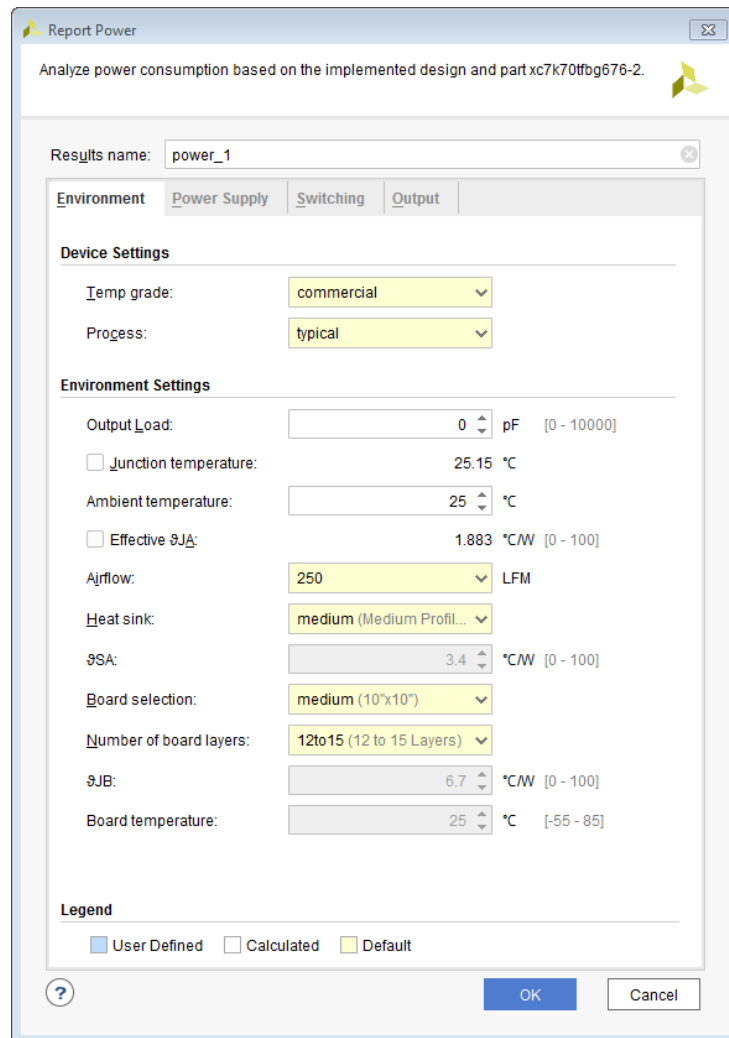 Report Power
Analyze power consumption based on the implemented design and part xc7k70tfbg676-2.
Results name: power_1
Environment Power Supply Switching Output
Device Settings
Temp grade: commercial
Process: typical
Environment Settings
Output Load: 0 pF [0 - 10000]
Junction temperature: 25.15 °C
Ambient temperature: 25 °C
Effective ϑJA: 1.883 °C/W [0 - 100]
Airflow: 250 LFM
Heat sink: medium (Medium Profil...
ϑSA: 3.4 °C/W [0 - 100]
Board selection: medium (10"x10")
Number of board layers: 12to15 (12 to 15 Layers)
ϑJB: 6.7 °C/W [0 - 100]
Board temperature: 25 °C [-55 - 85]
Legend
User Defined Calculated Default
? OK Cancel